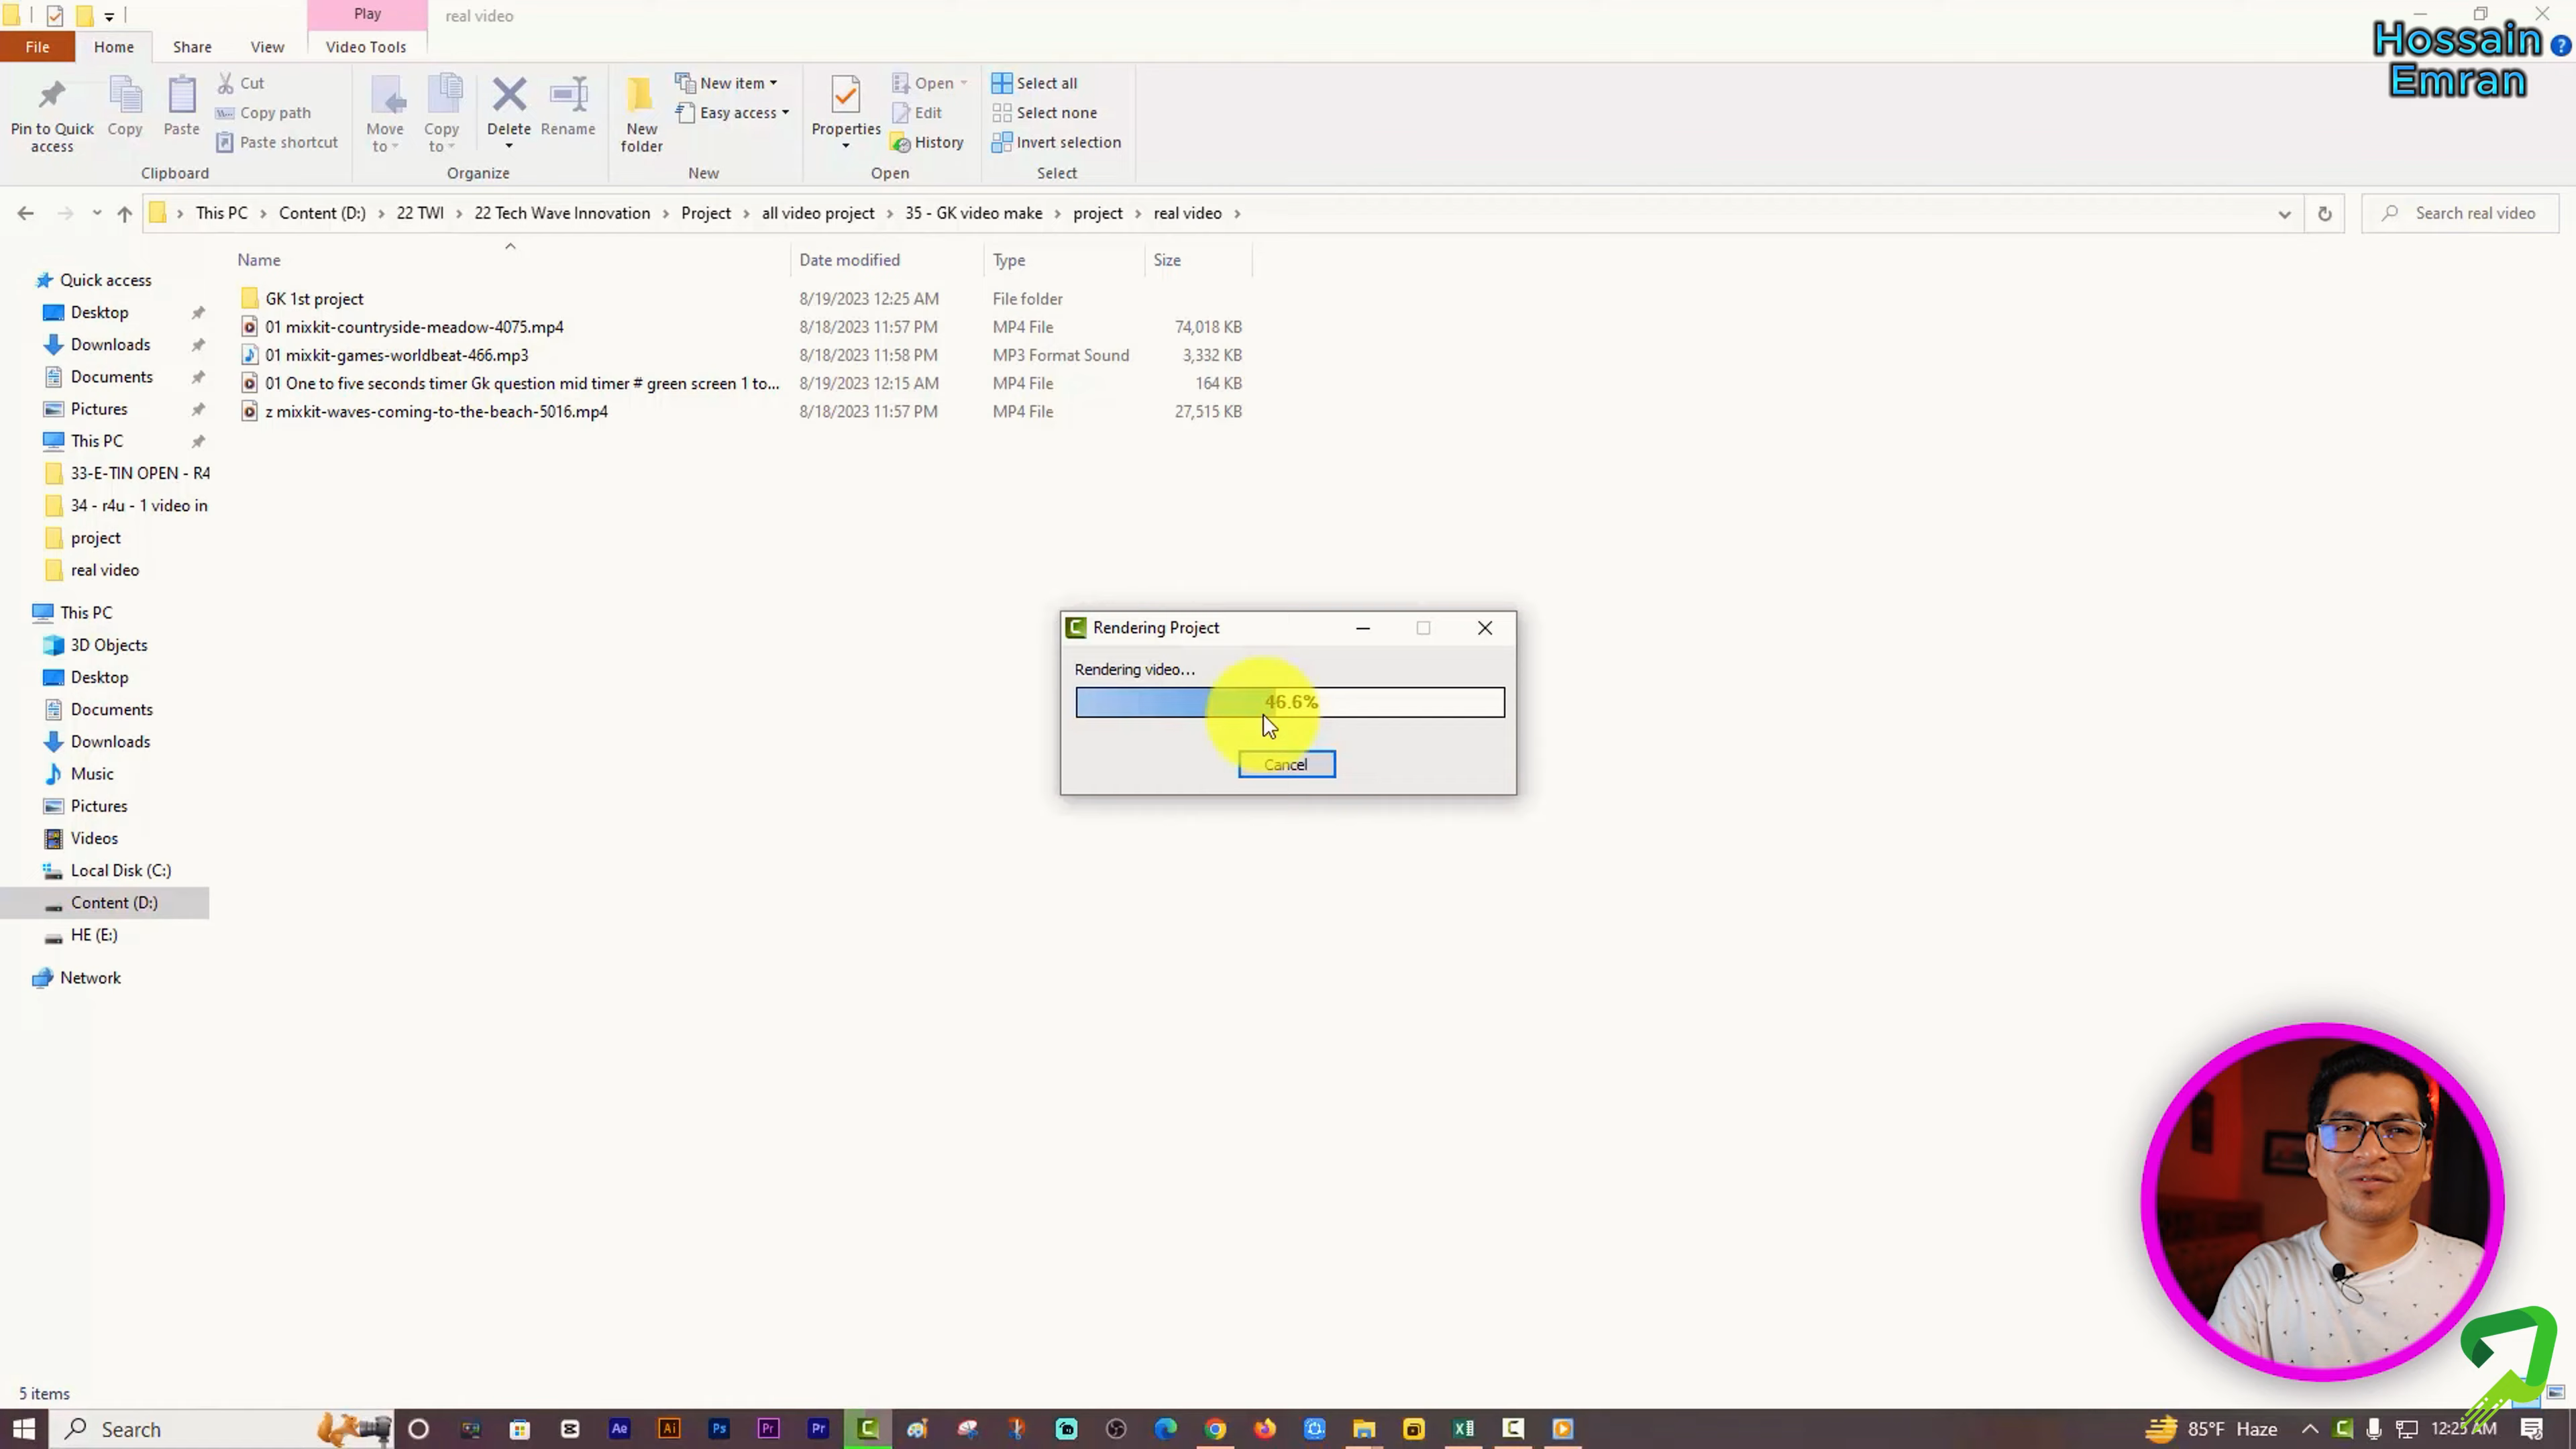 Play
real video
Hossain
Emran
File
Home
Share
View
Video Tools
Pin to Quick
access
Copy
Paste
Cut
Copy path
Paste shortcut
Clipboard
Move
to
Copy
to
Delete
Rename
Organize
New
folder
New item
Easy access
New
Properties
Open
Edit
History
Open
Select all
Select none
Invert selection
Select
This PC > Content (D:) > 22 TWI > 22 Tech Wave Innovation > Project > all video project > 35 - GK video make > project > real video >
Search real video
Name Date modified Type Size
GK 1st project 8/19/2023 12:25 AM File folder
01 mixkit-countryside-meadow-4075.mp4 8/18/2023 11:57 PM MP4 File 74,018 KB
01 mixkit-games-worldbeat-466.mp3 8/18/2023 11:58 PM MP3 Format Sound 3,332 KB
01 One to five seconds timer Gk question mid timer # green screen 1 to... 8/19/2023 12:15 AM MP4 File 164 KB
z mixkit-waves-coming-to-the-beach-5016.mp4 8/18/2023 11:57 PM MP4 File 27,515 KB
Quick access
Desktop
Downloads
Documents
Pictures
This PC
33-E-TIN OPEN - R4
34 - r4u - 1 video in
project
real video
This PC
3D Objects
Desktop
Documents
Downloads
Music
Pictures
Videos
Local Disk (C:)
Content (D:)
HE (E:)
Network
Rendering Project
Rendering video...
46.6%
Cancel
5 items
Search
Ae
Ai
Ps
Pr
Pr
85°F Haze
12:25 AM